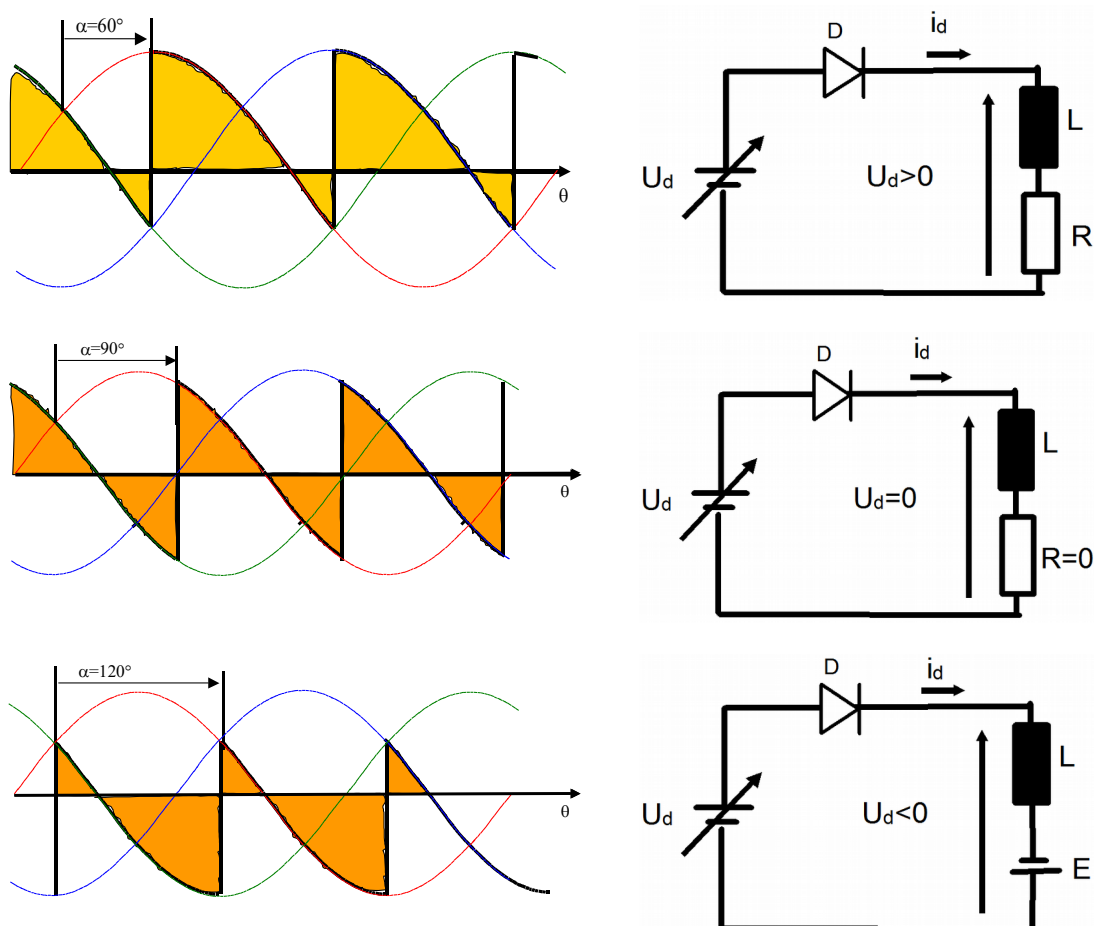 α=60°
θ
D
id
L
Ud
Ud>0
R
α=90°
θ
D
id
L
Ud
Ud=0
R=0
α=120°
θ
D
id
L
Ud
Ud<0
E